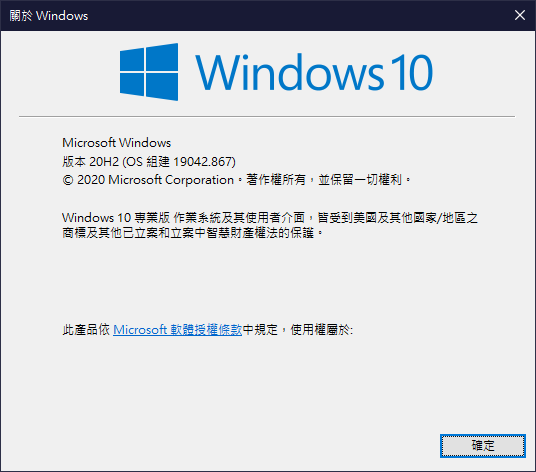 關於 Windows
Windows 10
Microsoft Windows
版本 20H2 (OS 組建 19042.867)
© 2020 Microsoft Corporation。著作權所有，並保留一切權利。
Windows 10 專業版 作業系統及其使用者介面，皆受到美國及其他國家/地區之
商標及其他已立案和立案中智慧財產權法的保護。
此產品依 Microsoft 軟體授權條款中規定，使用權屬於:
確定